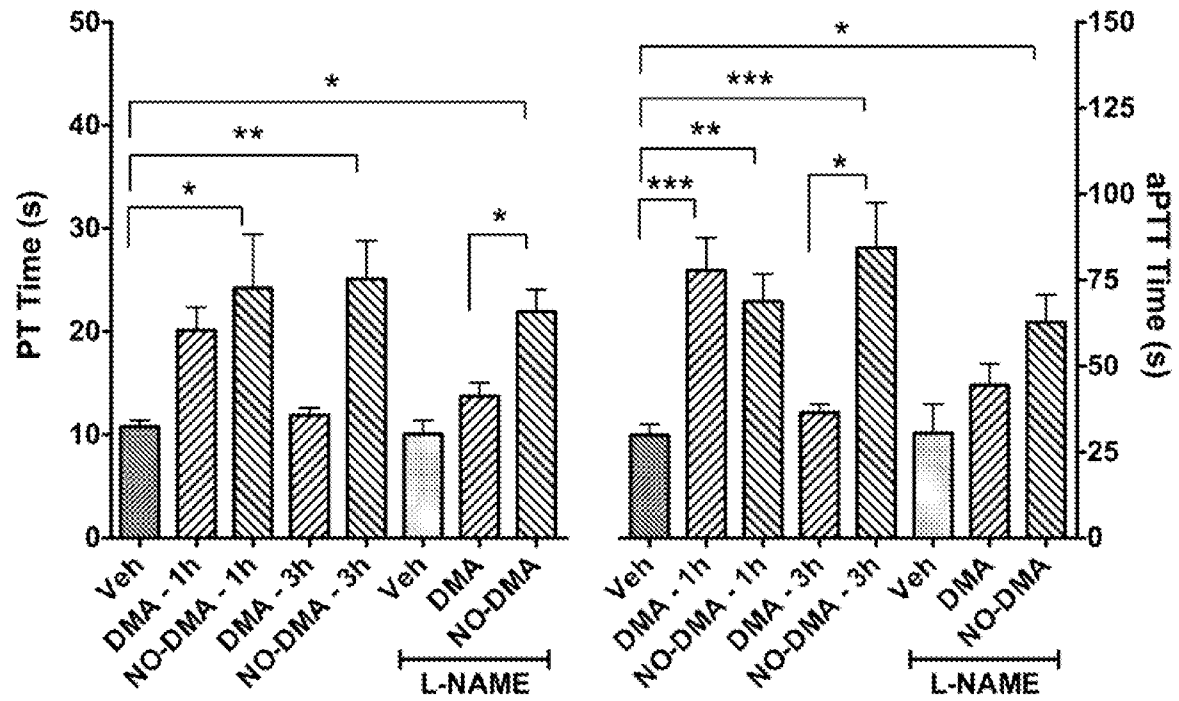 PT Time (s)
50
40
30
20
10
0
*
**
*
*
Veh
DMA - 1h
NO-DMA - 1h
DMA - 3h
NO-DMA - 3h
Veh
DMA
NO-DMA
L-NAME
*
***
**
*
***
Veh
DMA - 1h
NO-DMA - 1h
DMA - 3h
NO-DMA - 3h
Veh
DMA
NO-DMA
L-NAME
150
125
100
75
50
25
0
aPTT Time (s)